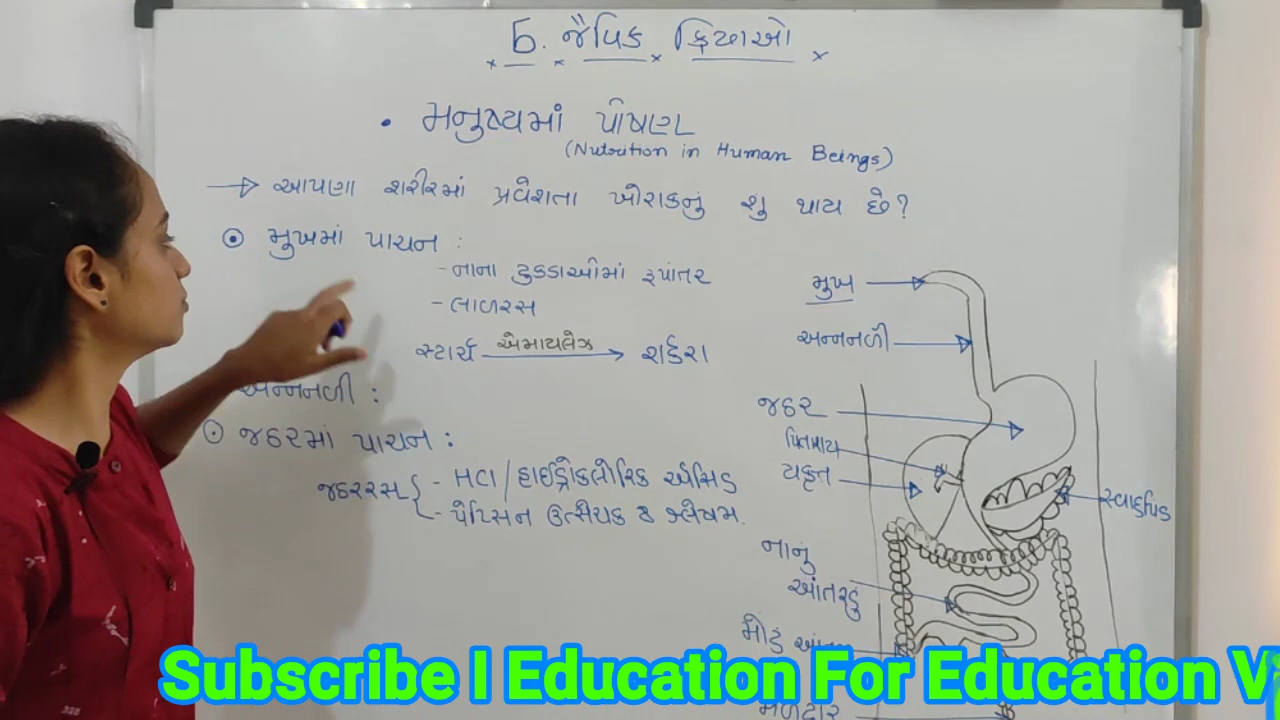 5. જૈવિક ક્રિયાઓ
• મનુષ્યમાં પોષણ
(Nutrition in Human Beings)
→ આપણા શરીરમાં પ્રવેશતા ખોરાકનું શું થાય છે?
⊙ મુખમાં પાચન :
- નાના ટુકડાઓમાં રૂપાંતર
- લાળરસ
સ્ટાર્ચ એમાયલેઝ → શર્કરા
અન્નનળી :
⊙ જઠરમાં પાચન :
જઠરરસ { - HCl / હાઈડ્રોક્લોરિક એસિડ
- પેપ્સિન ઉત્સેચક & શ્લેષ્મ.
મુખ
અન્નનળી
જઠર
પિત્તાશય
યકૃત
સ્વાદુપિંડ
નાનું
આંતરડું
મોટું
મળદ્વાર
Subscribe I Education For Education V